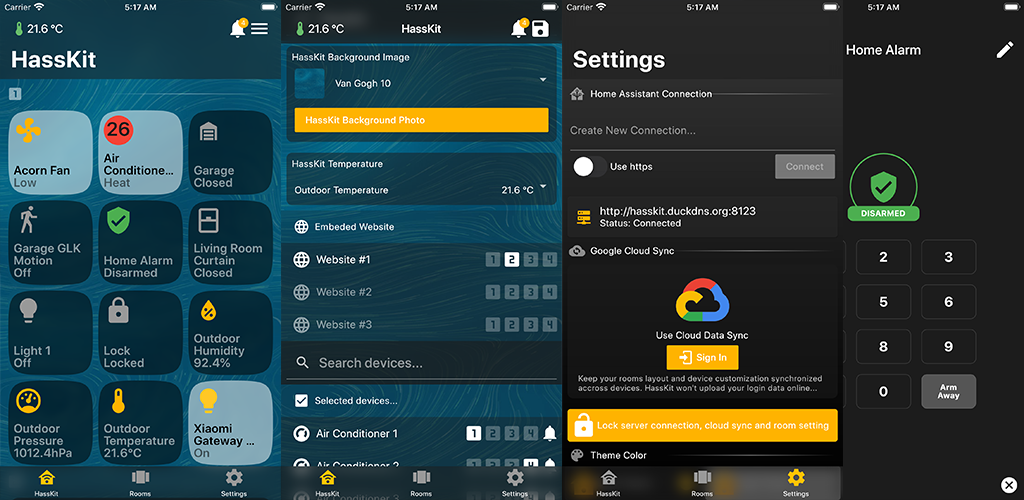 Carrier
5:17 AM
21.6 °C
4
HassKit
1
26
Acorn Fan
Low
Air
Conditione...
Heat
Garage
Closed
Garage GLK
Motion
Off
Home Alarm
Disarmed
Living Room
Curtain
Closed
Light 1
Off
Lock
Locked
Outdoor
Humidity
92.4%
Outdoor
Pressure
1012.4hPa
Outdoor
Temperature
21.6°C
Xiaomi
Gateway ...
On
HassKit
Rooms
Settings
Carrier
5:17 AM
21.6 °C
HassKit
4
HassKit Background Image
Van Gogh 10
HassKit Background Photo
HassKit Temperature
Outdoor Temperature
21.6 °C
Embeded Website
Website #1
1 2 3 4
Website #2
1 2 3 4
Website #3
1 2 3 4
Search devices...
Selected devices...
Air Conditioner 1
1 2 3 4
Air Conditioner 2
HassKit
Rooms
Settings
Carrier
5:17 AM
Settings
Home Assistant Connection
Create New Connection...
Use https
Connect
http://hasskit.duckdns.org:8123
Status: Connected
Google Cloud Sync
Use Cloud Data Sync
Sign In
Keep your rooms layout and device customization synchronized
accross devices. HassKit won't upload your login data online...
Lock server connection, cloud sync and room setting
Theme Color
HassKit
Rooms
Settings
5:17 AM
Home Alarm
DISARMED
2
3
5
6
8
9
0
Arm
Away